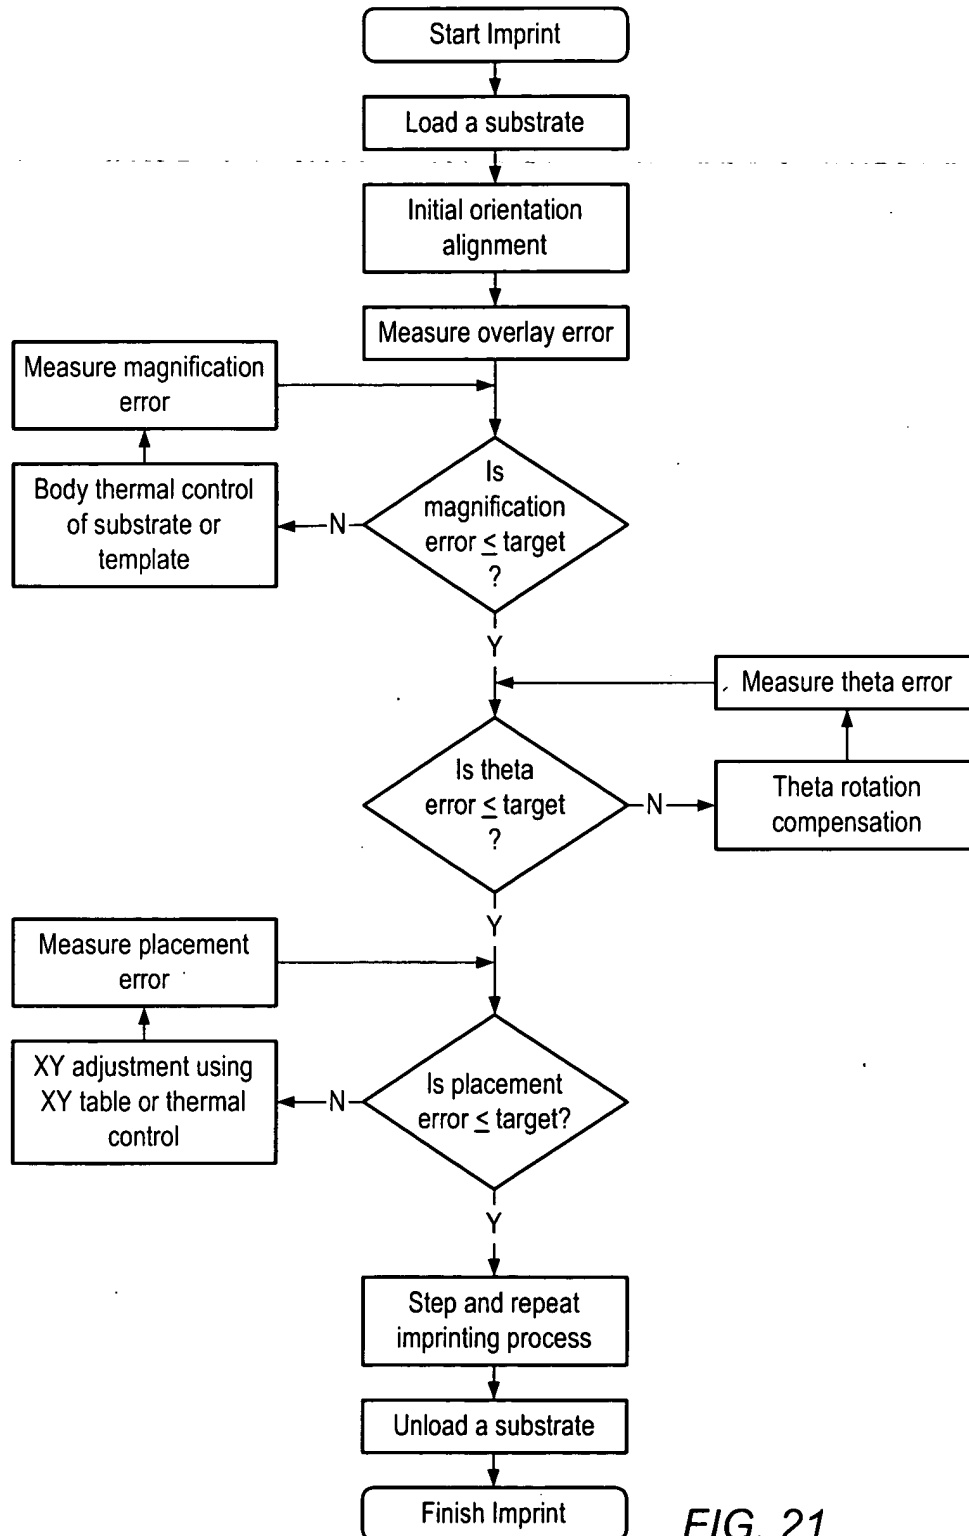 Start Imprint
Load a substrate
Initial orientation
alignment
Measure overlay error
Measure magnification
error
Body thermal control
of substrate or
template
N
Is
magnification
error ≤ target
?
Y
Measure theta error
Is theta
error ≤ target
?
N
Theta rotation
compensation
Y
Measure placement
error
XY adjustment using
XY table or thermal
control
N
Is placement
error ≤ target?
Y
Step and repeat
imprinting process
Unload a substrate
Finish Imprint
FIG. 21